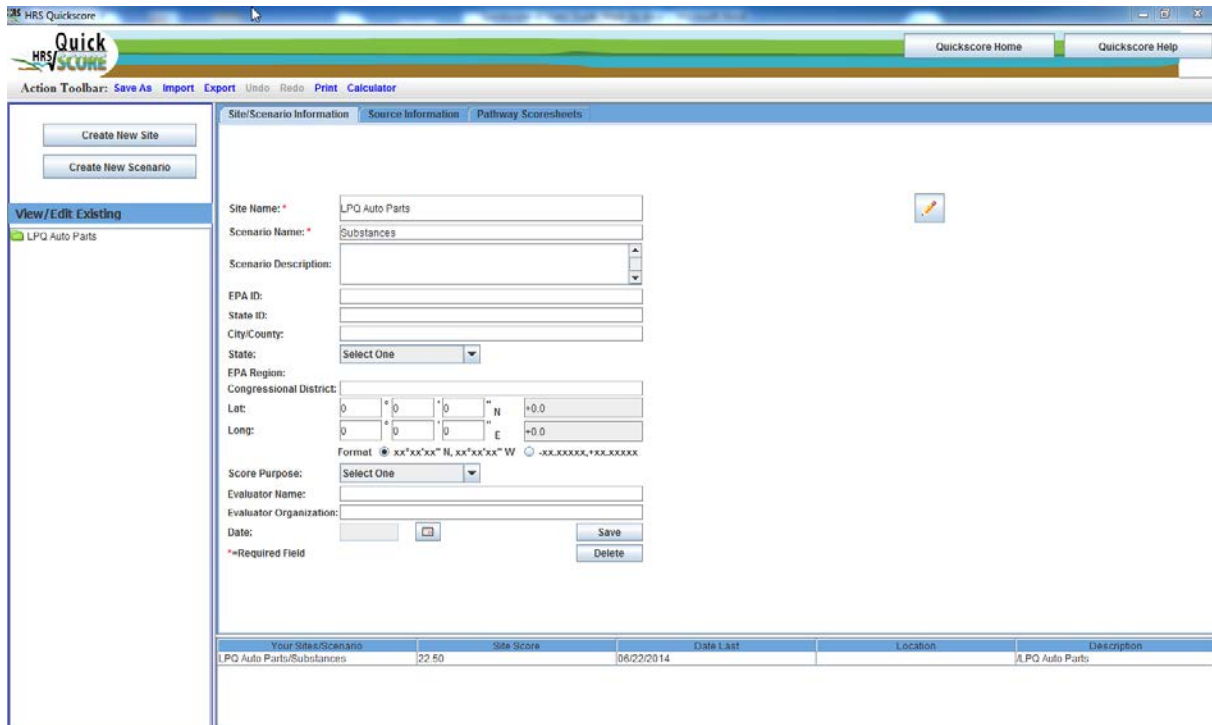 HRS Quickscore
Quick
HRS SCORE
Quickscore Home
Quickscore Help
Action Toolbar: Save As Import Export Undo Redo Print Calculator
Create New Site
Create New Scenario
View/Edit Existing
LPQ Auto Parts
Site/Scenario Information Source Information Pathway Scoresheets
Site Name: * LPQ Auto Parts
Scenario Name: * Substances
Scenario Description:
EPA ID:
State ID:
City/County:
State: Select One
EPA Region:
Congressional District:
Lat: 0 ° 0 ' 0 " N +0.0
Long: 0 ° 0 ' 0 " E +0.0
Format xx°xx'xx" N, xx°xx'xx" W -xx.xxxxx,+xx.xxxxx
Score Purpose: Select One
Evaluator Name:
Evaluator Organization:
Date: Save
*=Required Field Delete
Your Sites/Scenario Site Score Date Last Location Description
LPQ Auto Parts/Substances 22.50 06/22/2014 /LPQ Auto Parts